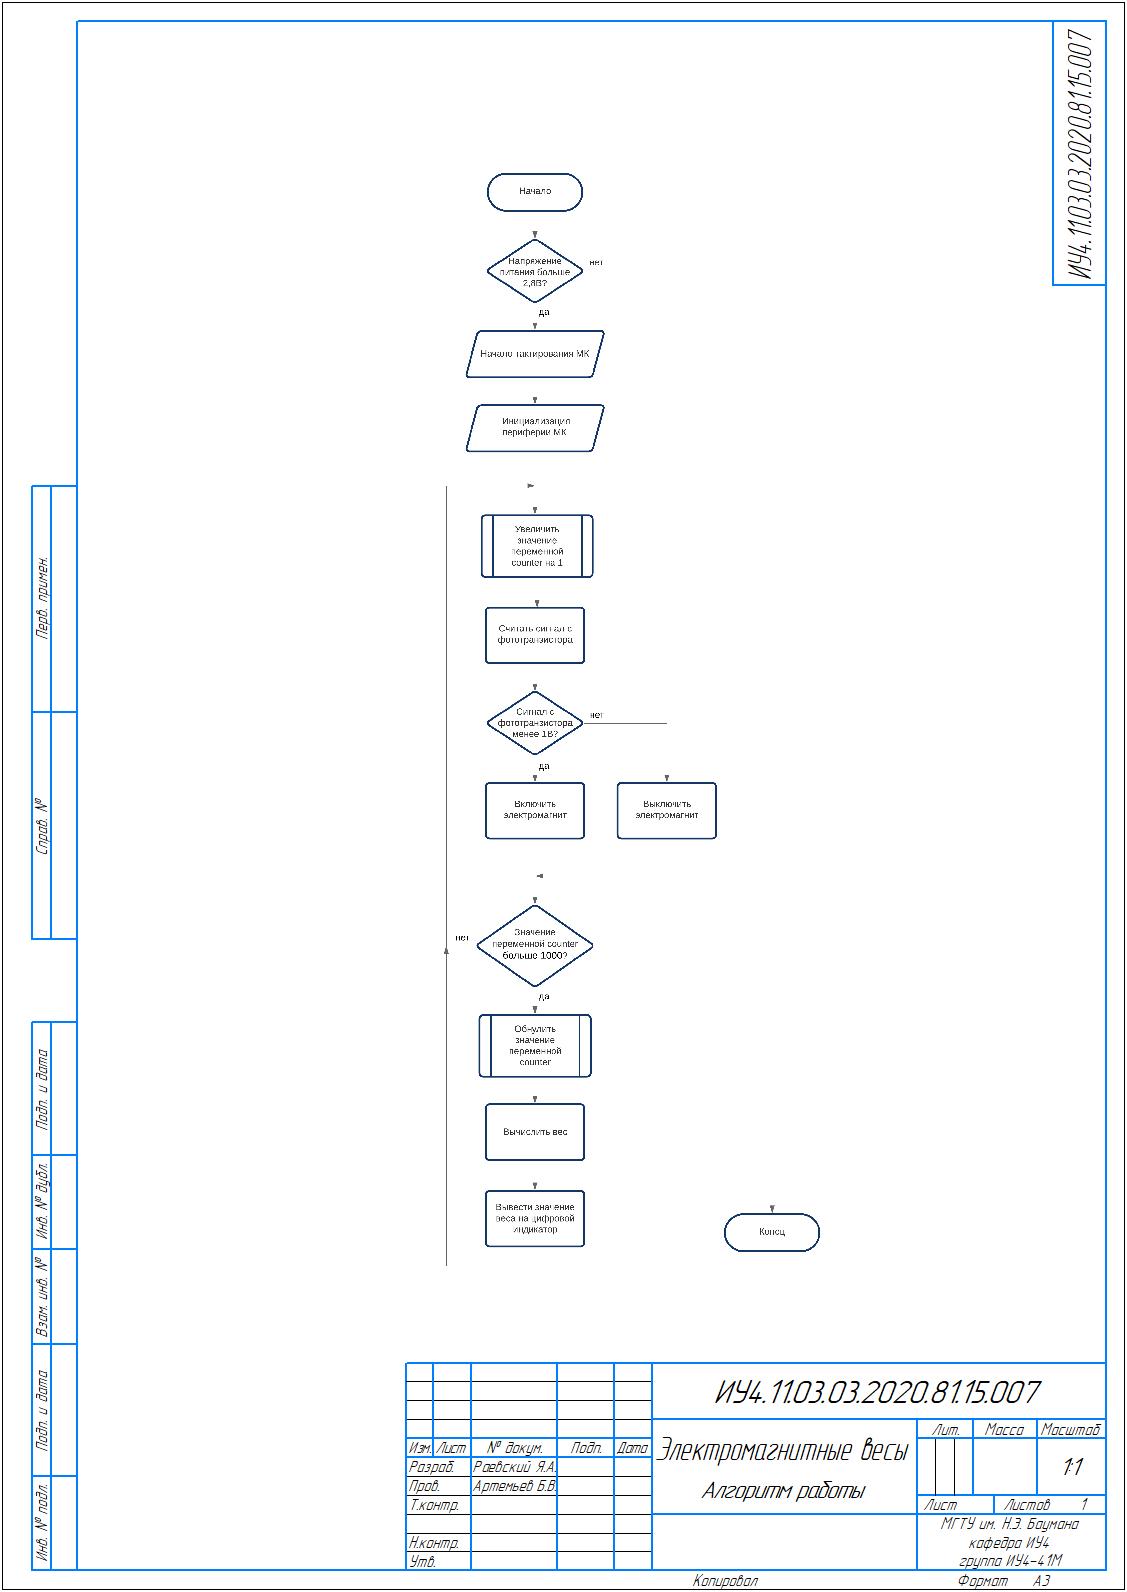 ИУ4.11.03.03.2020.81.15.007
Начало
Напряжение
питания больше
2,8В?
нет
да
Начало тактирования МК
Инициализация
периферии МК
Увеличить
значение
переменной
counter на 1
Считать сигнал с
фототранзистора
Сигнал с
фототранзистора
менее 1В?
нет
да
Включить
электромагнит
Выключить
электромагнит
Значение
переменной counter
больше 1000?
нет
да
Обнулить
значение
переменной
counter
Вычислить вес
Вывести значение
веса на цифровой
индикатор
Конец
Перв. примен.
Справ. №
Подп. и дата
Инв. № дубл.
Взам. инв. №
Подп. и дата
Инв. № подл.
ИУ4.11.03.03.2020.81.15.007
Изм. Лист № докум. Подп. Дата
Разраб. Раевский Я.А.
Пров. Артемьев Б.В.
Т.контр.
Н.контр.
Утв.
Электромагнитные весы
Алгоритм работы
Лит. Масса Масштаб
1:1
Лист Листов 1
МГТУ им. Н.Э. Баумана
кафедра ИУ4
группа ИУ4-41М
Копировал Формат А3